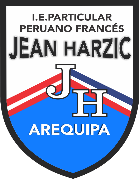 I.E.PARTICULAR
PERUANO FRANCÉS
JEAN HARZIC
JH
AREQUIPA